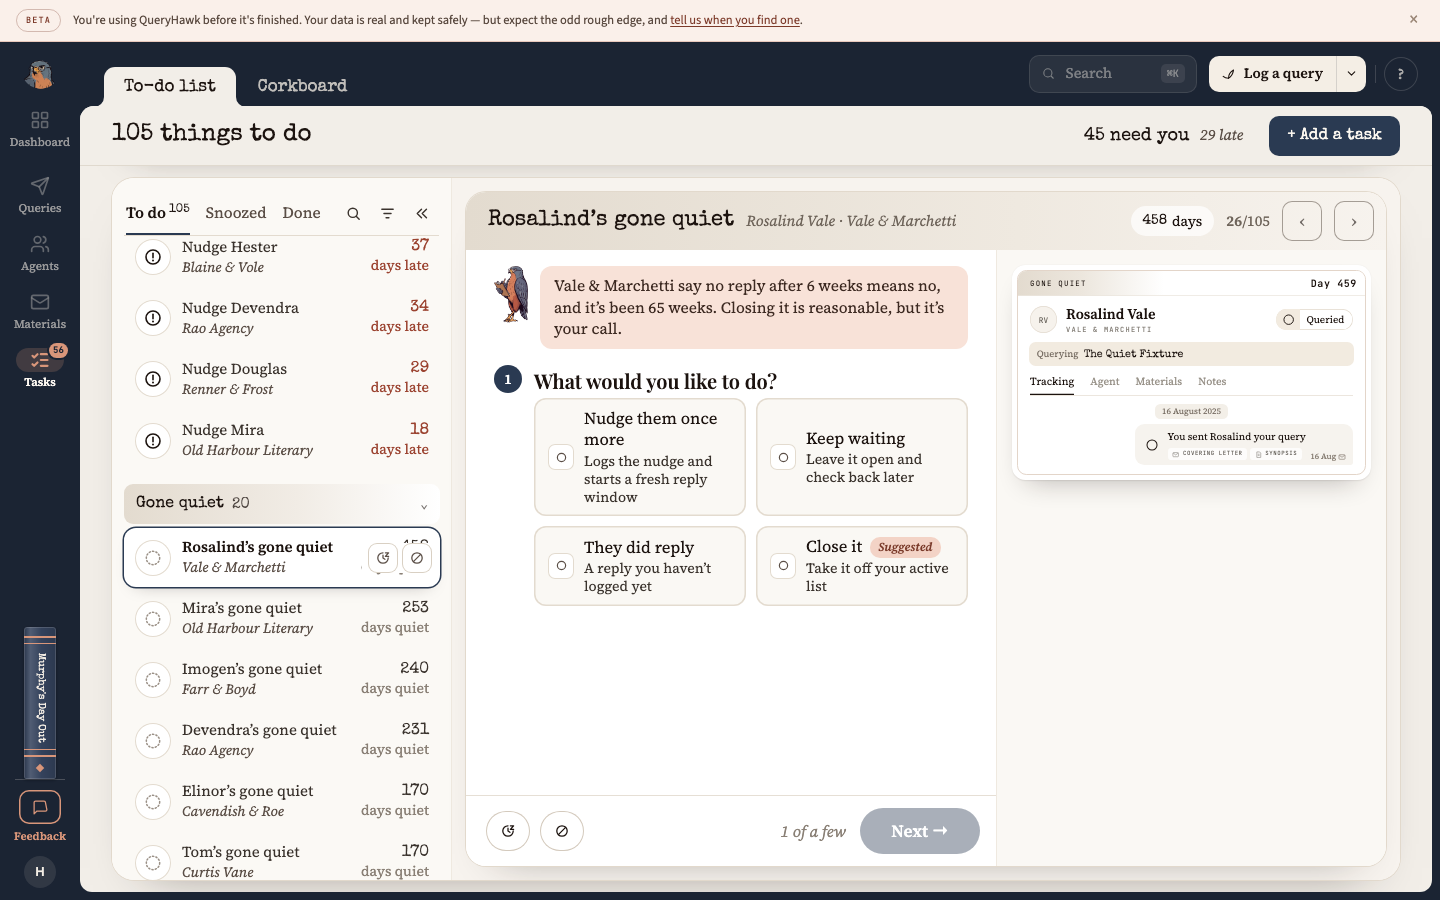 BETA You're using QueryHawk before it's finished. Your data is real and kept safely — but expect the odd rough edge, and tell us when you find one. ×
To-do list
Corkboard
Search ⌘K
Log a query
?
Dashboard
Queries
Agents
Materials
56
Tasks
Murphy's Day Out
Feedback
H
105 things to do
45 need you 29 late
+ Add a task
To do 105 Snoozed Done
Nudge Hester 37
Blaine & Vole days late
Nudge Devendra 34
Rao Agency days late
Nudge Douglas 29
Renner & Frost days late
Nudge Mira 18
Old Harbour Literary days late
Gone quiet 20
Rosalind's gone quiet
Vale & Marchetti
Mira's gone quiet 253
Old Harbour Literary days quiet
Imogen's gone quiet 240
Farr & Boyd days quiet
Devendra's gone quiet 231
Rao Agency days quiet
Elinor's gone quiet 170
Cavendish & Roe days quiet
Tom's gone quiet 170
Curtis Vane days quiet
Rosalind's gone quiet Rosalind Vale · Vale & Marchetti
458 days 26/105 ‹ ›
Vale & Marchetti say no reply after 6 weeks means no,
and it's been 65 weeks. Closing it is reasonable, but it's
your call.
1 What would you like to do?
Nudge them once
more
Logs the nudge and
starts a fresh reply
window
Keep waiting
Leave it open and
check back later
They did reply
A reply you haven't
logged yet
Close it Suggested
Take it off your active
list
1 of a few Next →
GONE QUIET Day 459
RV Rosalind Vale
VALE & MARCHETTI
Queried
Querying The Quiet Fixture
Tracking Agent Materials Notes
16 August 2025
You sent Rosalind your query
COVERING LETTER SYNOPSIS 16 Aug